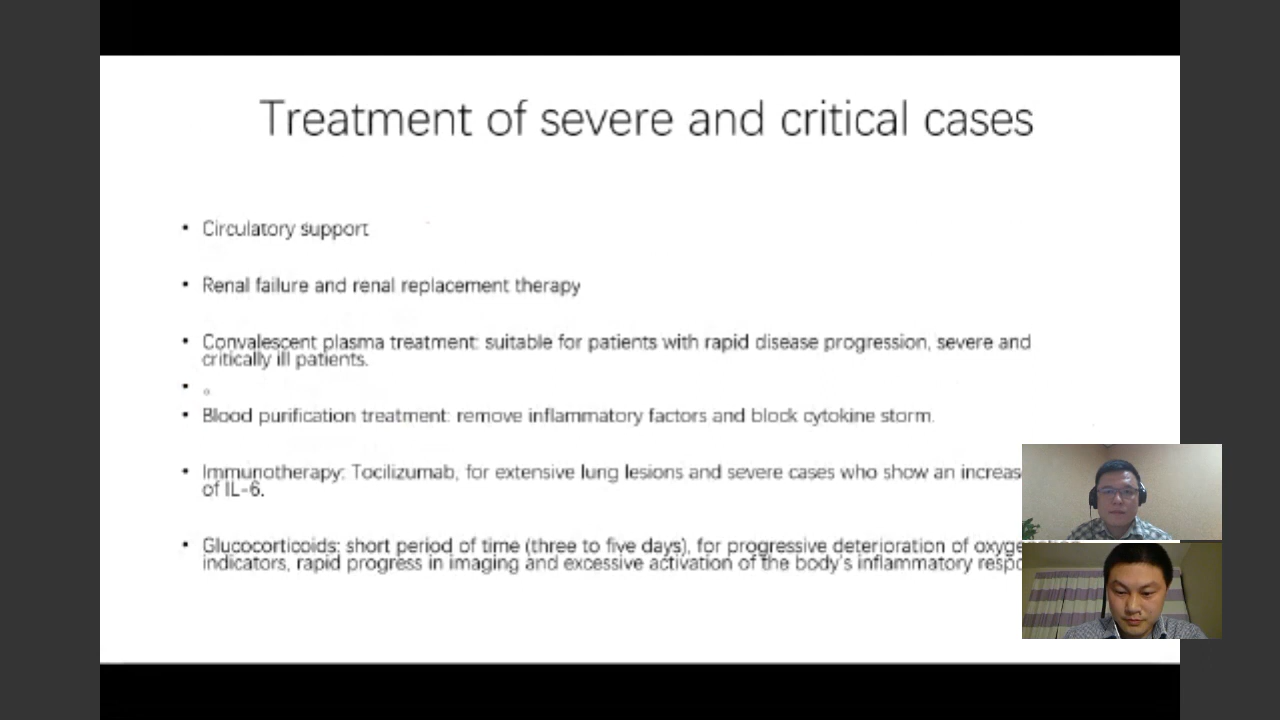 Treatment of severe and critical cases
• Circulatory support
• Renal failure and renal replacement therapy
• Convalescent plasma treatment: suitable for patients with rapid disease progression, severe and
critically ill patients.
• 。
• Blood purification treatment: remove inflammatory factors and block cytokine storm.
• Immunotherapy: Tocilizumab, for extensive lung lesions and severe cases who show an
of IL-6.
• Glucocorticoids: short period of time (three to five days), for progressive deterioration of
indicators, rapid progress in imaging and excessive activation of the body's inflammatory